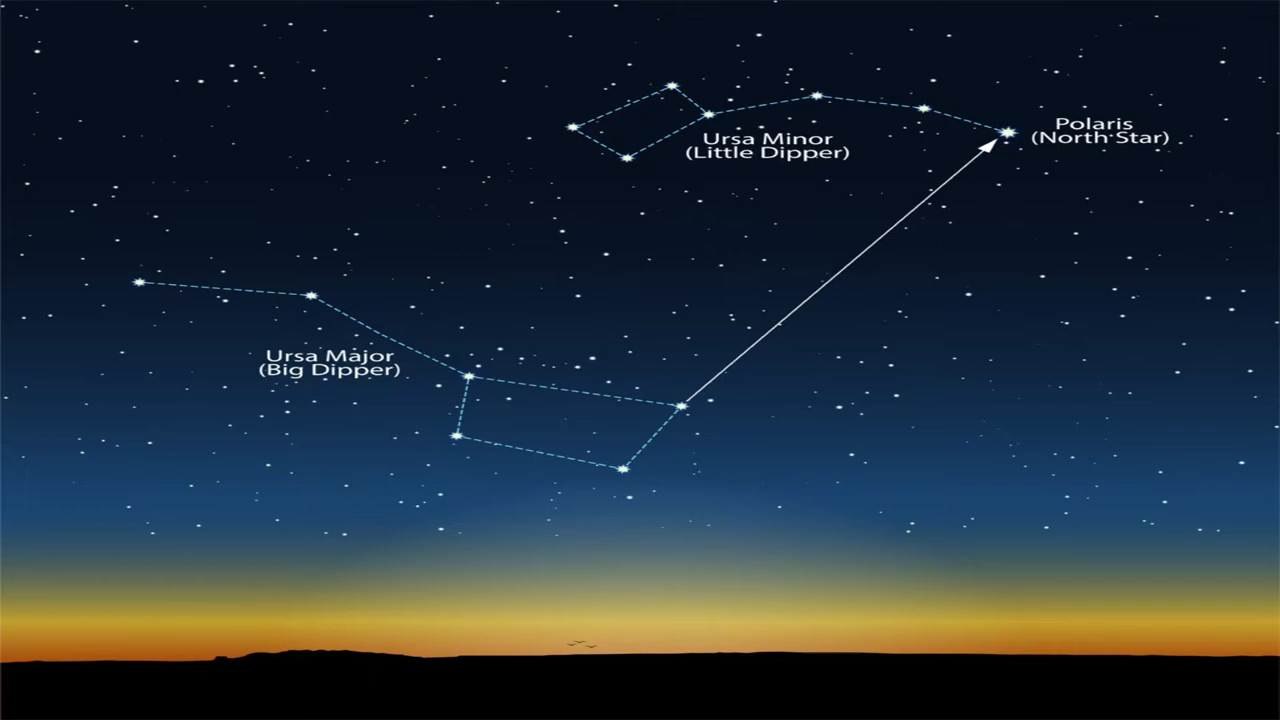 Polaris
(North Star)
Ursa Minor
(Little Dipper)
Ursa Major
(Big Dipper)